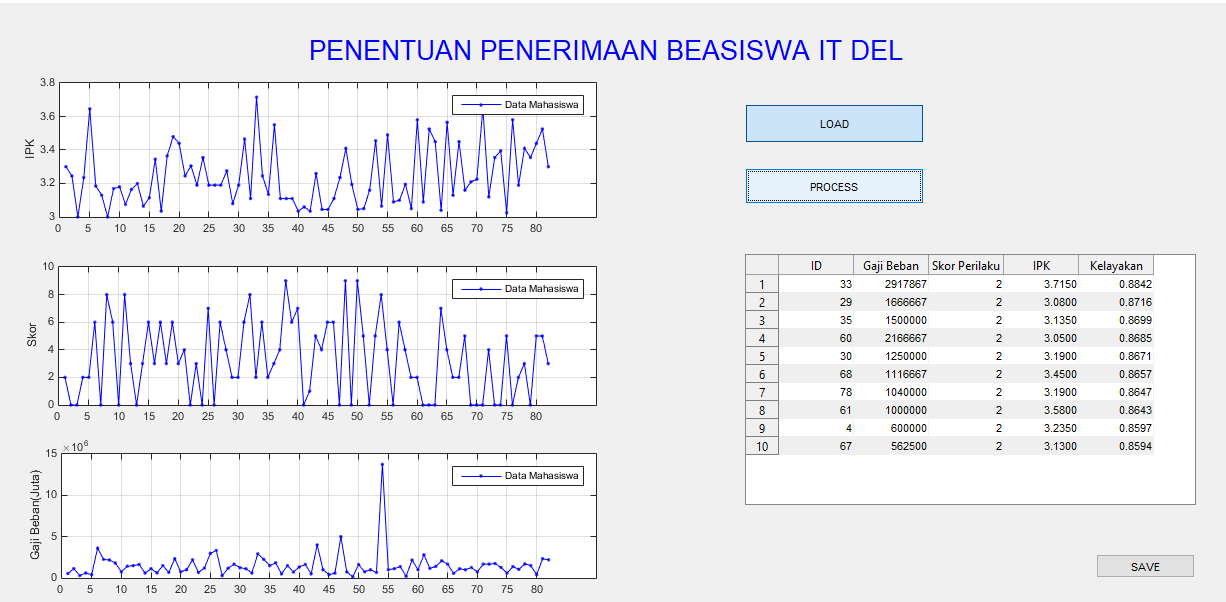 PENENTUAN PENERIMAAN BEASISWA IT DEL
IPK
3.8
3.6
3.4
3.2
3
0 5 10 15 20 25 30 35 40 45 50 55 60 65 70 75 80
Data Mahasiswa
Skor
10
8
6
4
2
0
0 5 10 15 20 25 30 35 40 45 50 55 60 65 70 75 80
Data Mahasiswa
Gaji Beban(Juta)
×10^6
15
10
5
0
0 5 10 15 20 25 30 35 40 45 50 55 60 65 70 75 80
Data Mahasiswa
LOAD
PROCESS
ID Gaji Beban Skor Perilaku IPK Kelayakan
1 33 2917867 2 3.7150 0.8842
2 29 1666667 2 3.0800 0.8716
3 35 1500000 2 3.1350 0.8699
4 60 2166667 2 3.0500 0.8685
5 30 1250000 2 3.1900 0.8671
6 68 1116667 2 3.4500 0.8657
7 78 1040000 2 3.1900 0.8647
8 61 1000000 2 3.5800 0.8643
9 4 600000 2 3.2350 0.8597
10 67 562500 2 3.1300 0.8594
SAVE